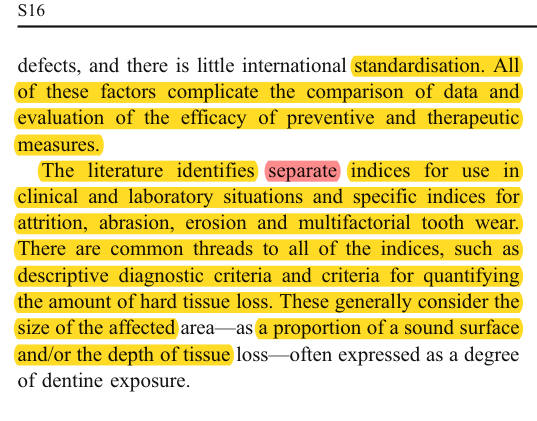 S16
defects, and there is little international standardisation. All
of these factors complicate the comparison of data and
evaluation of the efficacy of preventive and therapeutic
measures.
The literature identifies separate indices for use in
clinical and laboratory situations and specific indices for
attrition, abrasion, erosion and multifactorial tooth wear.
There are common threads to all of the indices, such as
descriptive diagnostic criteria and criteria for quantifying
the amount of hard tissue loss. These generally consider the
size of the affected area—as a proportion of a sound surface
and/or the depth of tissue loss—often expressed as a degree
of dentine exposure.